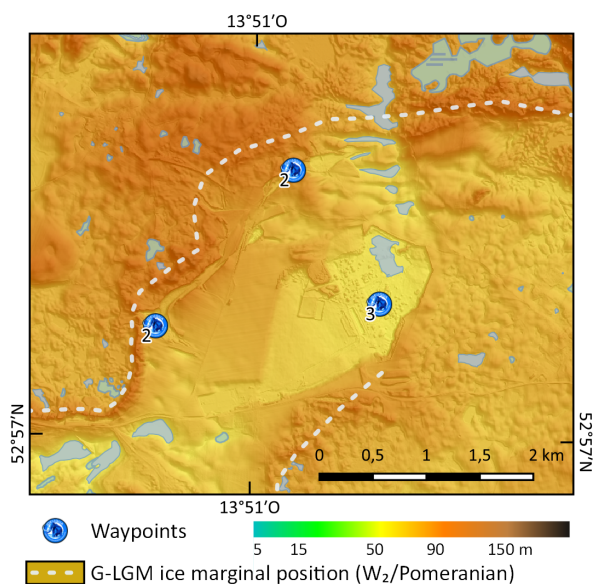 13°51′O
2
3
2
52°57′N
52°57′N
0 0,5 1 1,5 2 km
13°51′O
Waypoints
5 15 50 90 150 m
G-LGM ice marginal position (W₂/Pomeranian)